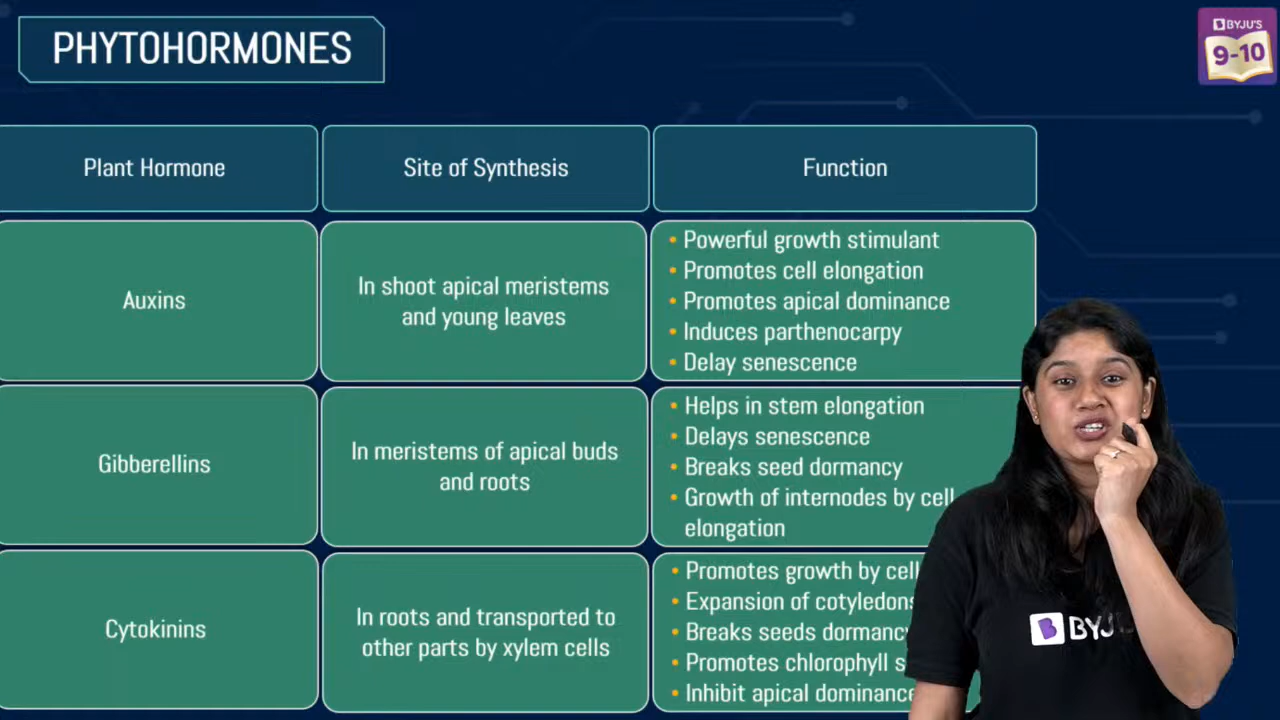 PHYTOHORMONES
BYJU'S
9-10
Plant Hormone
Site of Synthesis
Function
Auxins
In shoot apical meristems
and young leaves
• Powerful growth stimulant
• Promotes cell elongation
• Promotes apical dominance
• Induces parthenocarpy
• Delay senescence
Gibberellins
In meristems of apical buds
and roots
• Helps in stem elongation
• Delays senescence
• Breaks seed dormancy
• Growth of internodes by cell
elongation
Cytokinins
In roots and transported to
other parts by xylem cells
• Promotes growth by cell
• Expansion of cotyledons
• Breaks seeds dormancy
• Promotes chlorophyll
• Inhibit apical dominance
BYJ